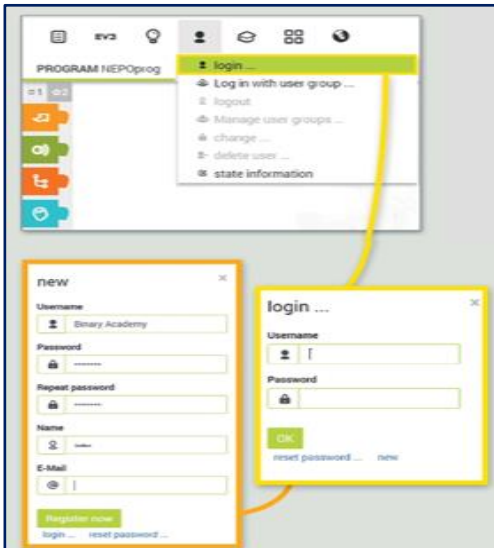 EV3
PROGRAM NEPOprog
login ...
Log in with user group ...
logout
Manage user groups ...
change ...
delete user ...
state information
1 2
new ×
Username
Binary Academy
Password
Repeat password
Name
E-Mail
@
Register now
login ... reset password ...
login ... ×
Username
Password
OK
reset password ... new